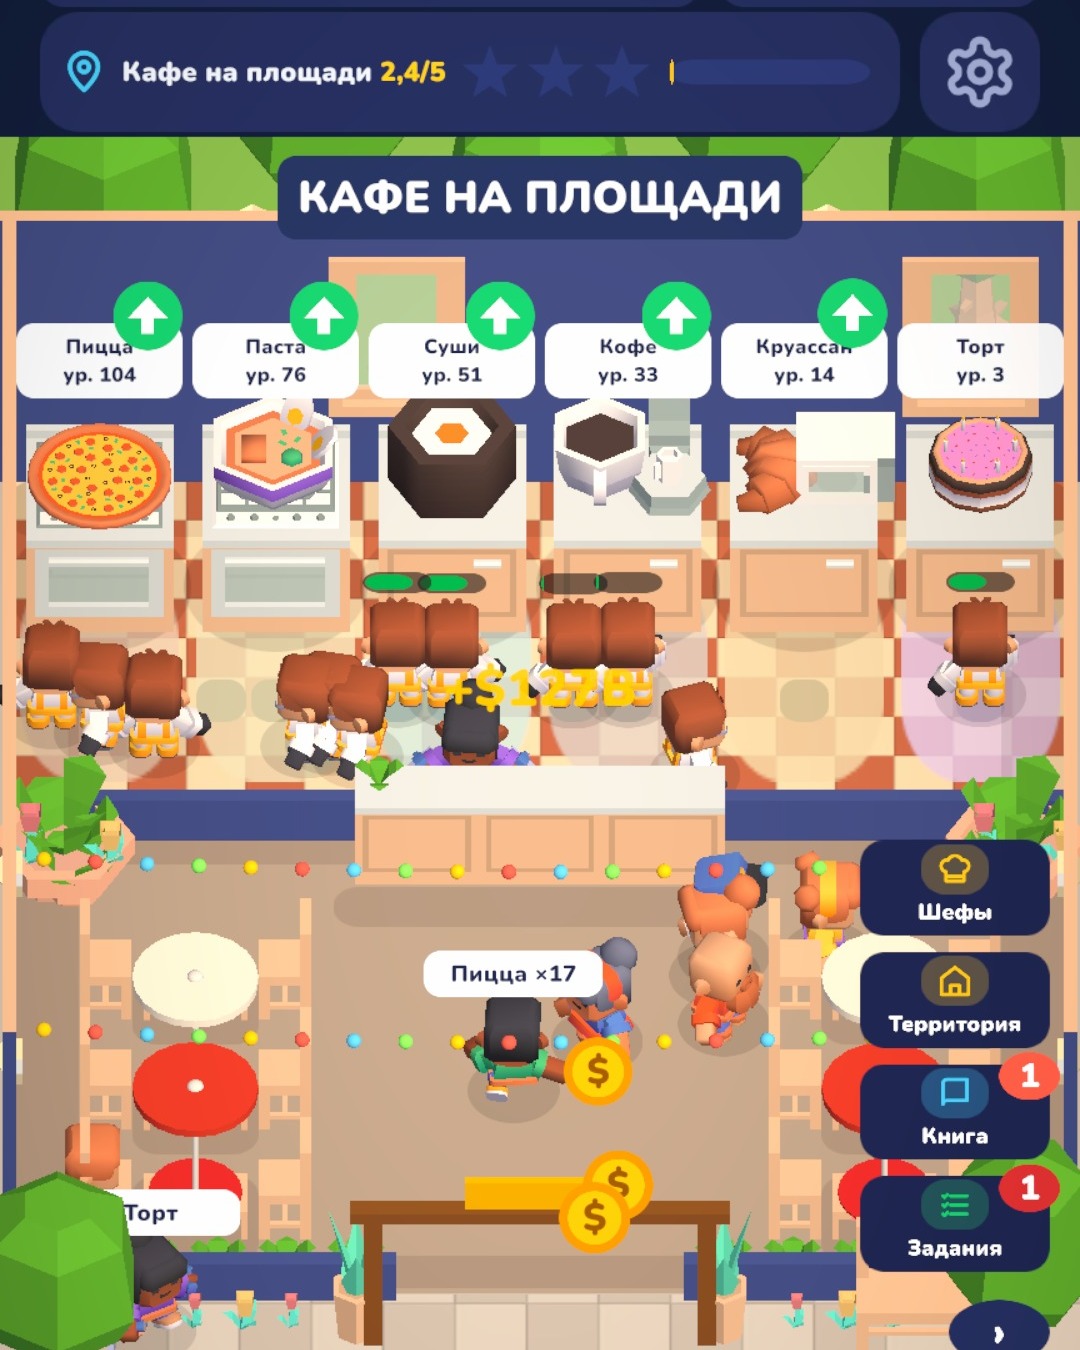 Кафе на площади 2,4/5
КАФЕ НА ПЛОЩАДИ
Пицца
ур. 104
Паста
ур. 76
Суши
ур. 51
Кофе
ур. 33
Круассан
ур. 14
Торт
ур. 3
Пицца ×17
Торт
Шефы
Территория
1
Книга
1
Задания